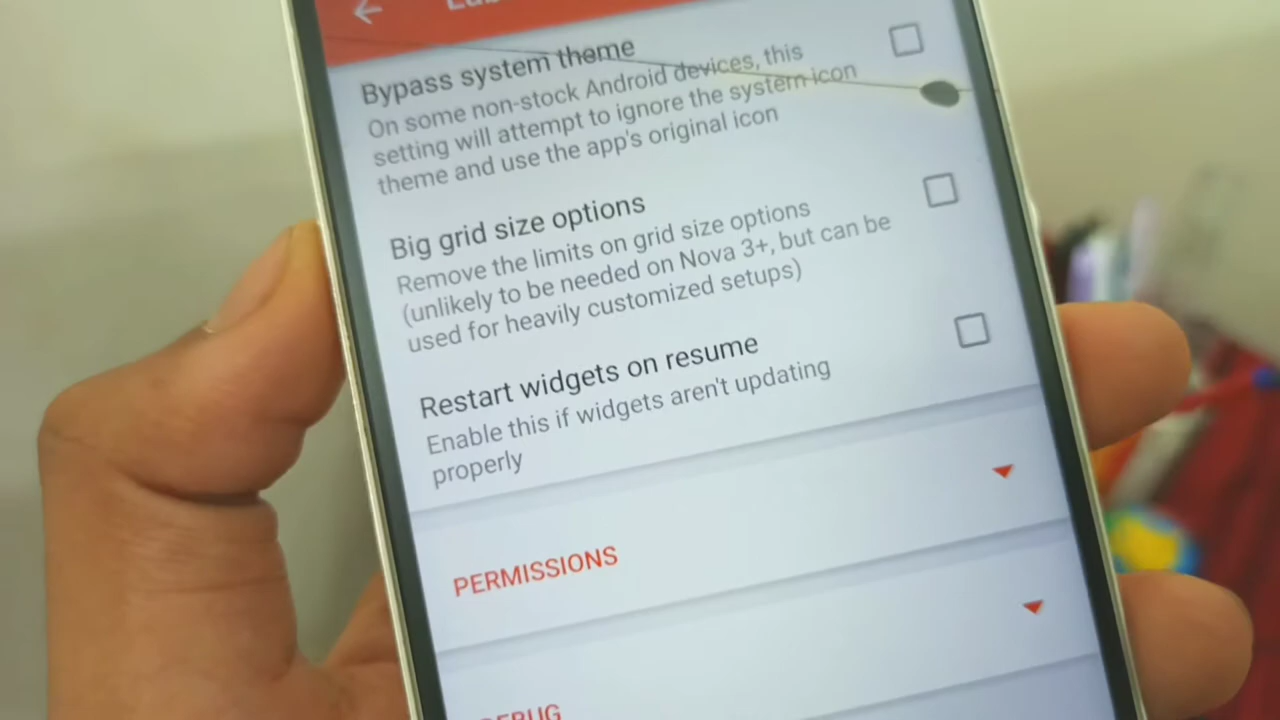 Bypass system theme
On some non-stock Android devices, this
setting will attempt to ignore the system icon
theme and use the app's original icon
Big grid size options
Remove the limits on grid size options
(unlikely to be needed on Nova 3+, but can be
used for heavily customized setups)
Restart widgets on resume
Enable this if widgets aren't updating
properly
PERMISSIONS